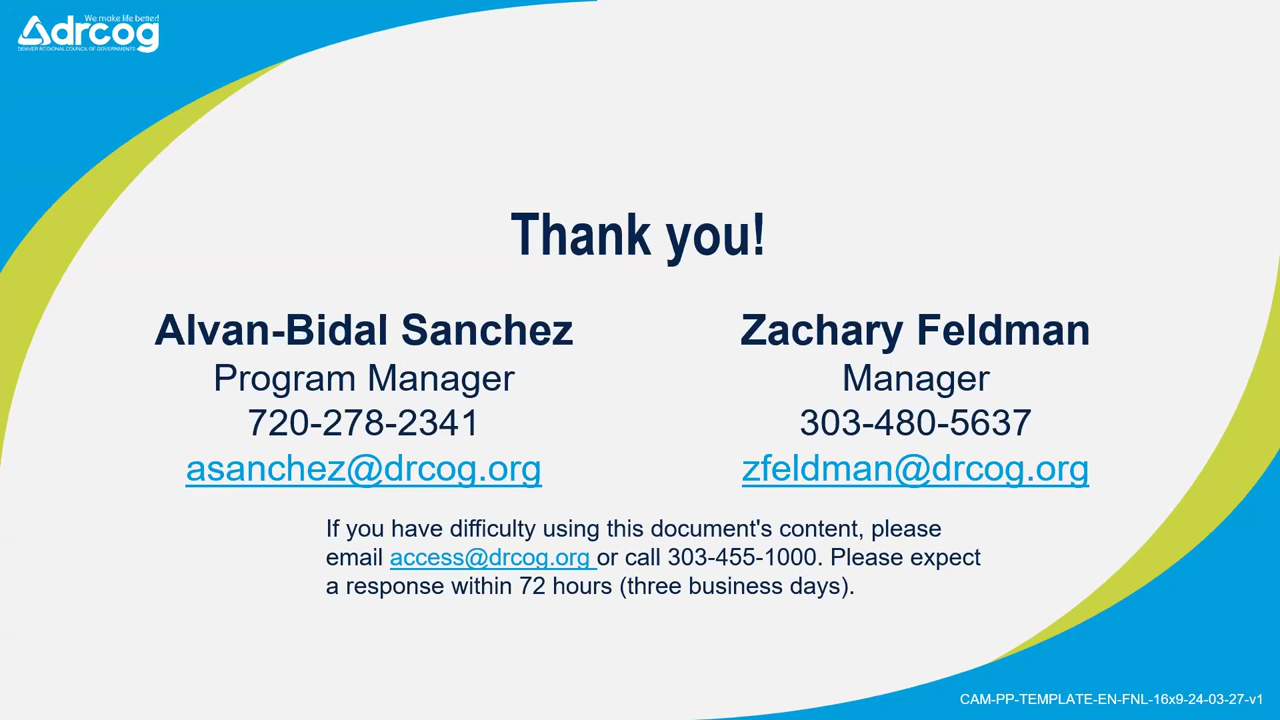 We make life better!
drcog
DENVER REGIONAL COUNCIL OF GOVERNMENTS
Thank you!
Alvan-Bidal Sanchez
Program Manager
720-278-2341
asanchez@drcog.org
Zachary Feldman
Manager
303-480-5637
zfeldman@drcog.org
If you have difficulty using this document's content, please
email access@drcog.org or call 303-455-1000. Please expect
a response within 72 hours (three business days).
CAM-PP-TEMPLATE-EN-FNL-16x9-24-03-27-v1